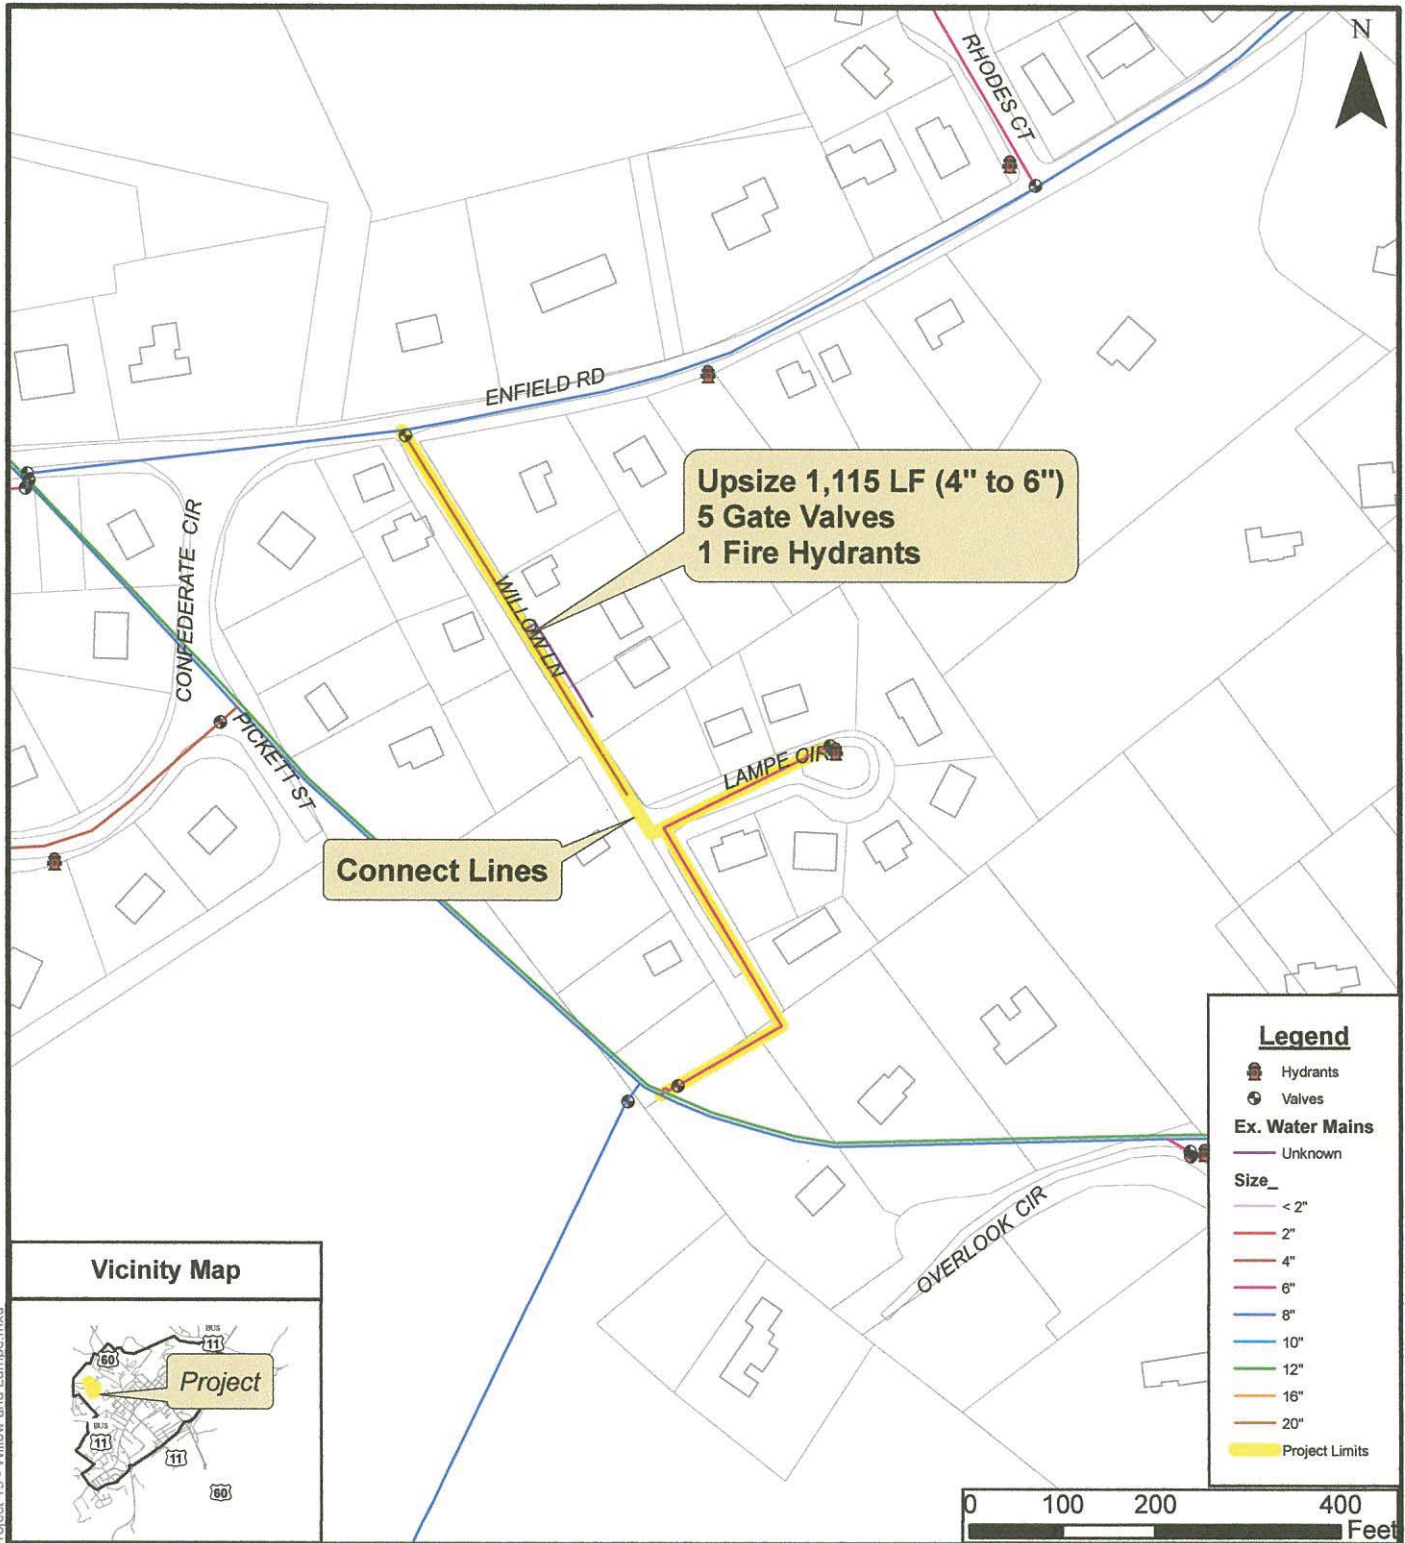 N
RHODES CT
ENFIELD RD
Upsize 1,115 LF (4" to 6")
5 Gate Valves
1 Fire Hydrants
CONFEDERATE CIR
WILLOW LN
PICKETT ST
LAMPE CIR
Connect Lines
OVERLOOK CIR
Legend
Hydrants
Valves
Ex. Water Mains
Unknown
Size_
< 2"
2"
4"
6"
8"
10"
12"
16"
20"
Project Limits
Vicinity Map
BUS
11
60
Project
BUS
11
11
60
0 100 200 400
Feet